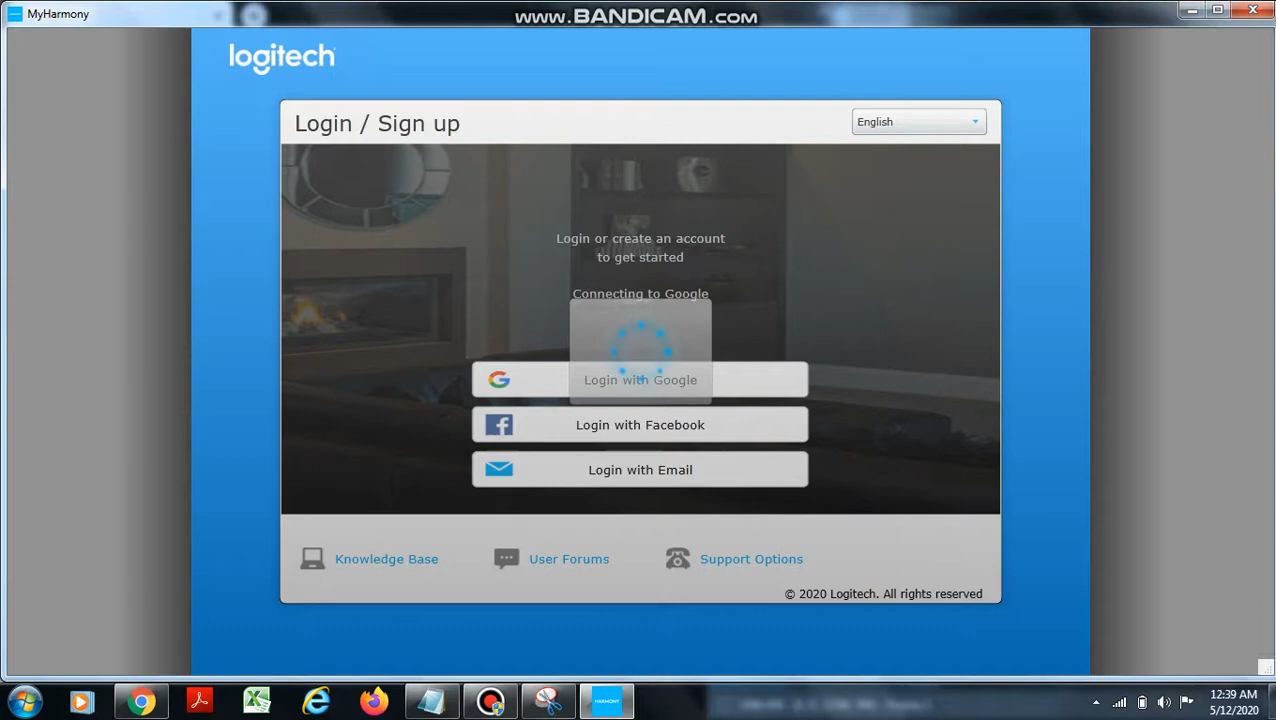 MyHarmony
www.BANDICAM.com
logitech
Login / Sign up
English
Login or create an account
to get started
Connecting to Google
Login with Google
Login with Facebook
Login with Email
Knowledge Base
User Forums
Support Options
© 2020 Logitech. All rights reserved
HARMONY
12:39 AM
5/12/2020